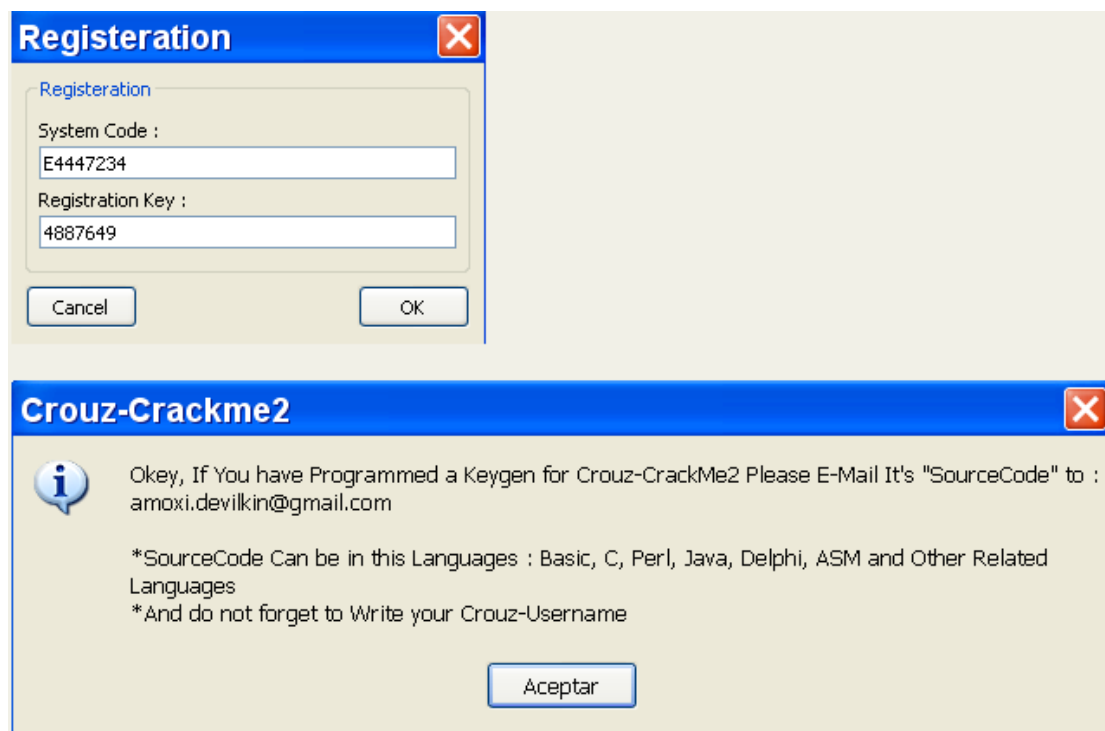 Registeration
Registeration
System Code :
E4447234
Registration Key :
4887649
Cancel OK
Crouz-Crackme2
Okey, If You have Programmed a Keygen for Crouz-CrackMe2 Please E-Mail It's "SourceCode" to :
amoxi.devilkin@gmail.com
*SourceCode Can be in this Languages : Basic, C, Perl, Java, Delphi, ASM and Other Related
Languages
*And do not forget to Write your Crouz-Username
Aceptar